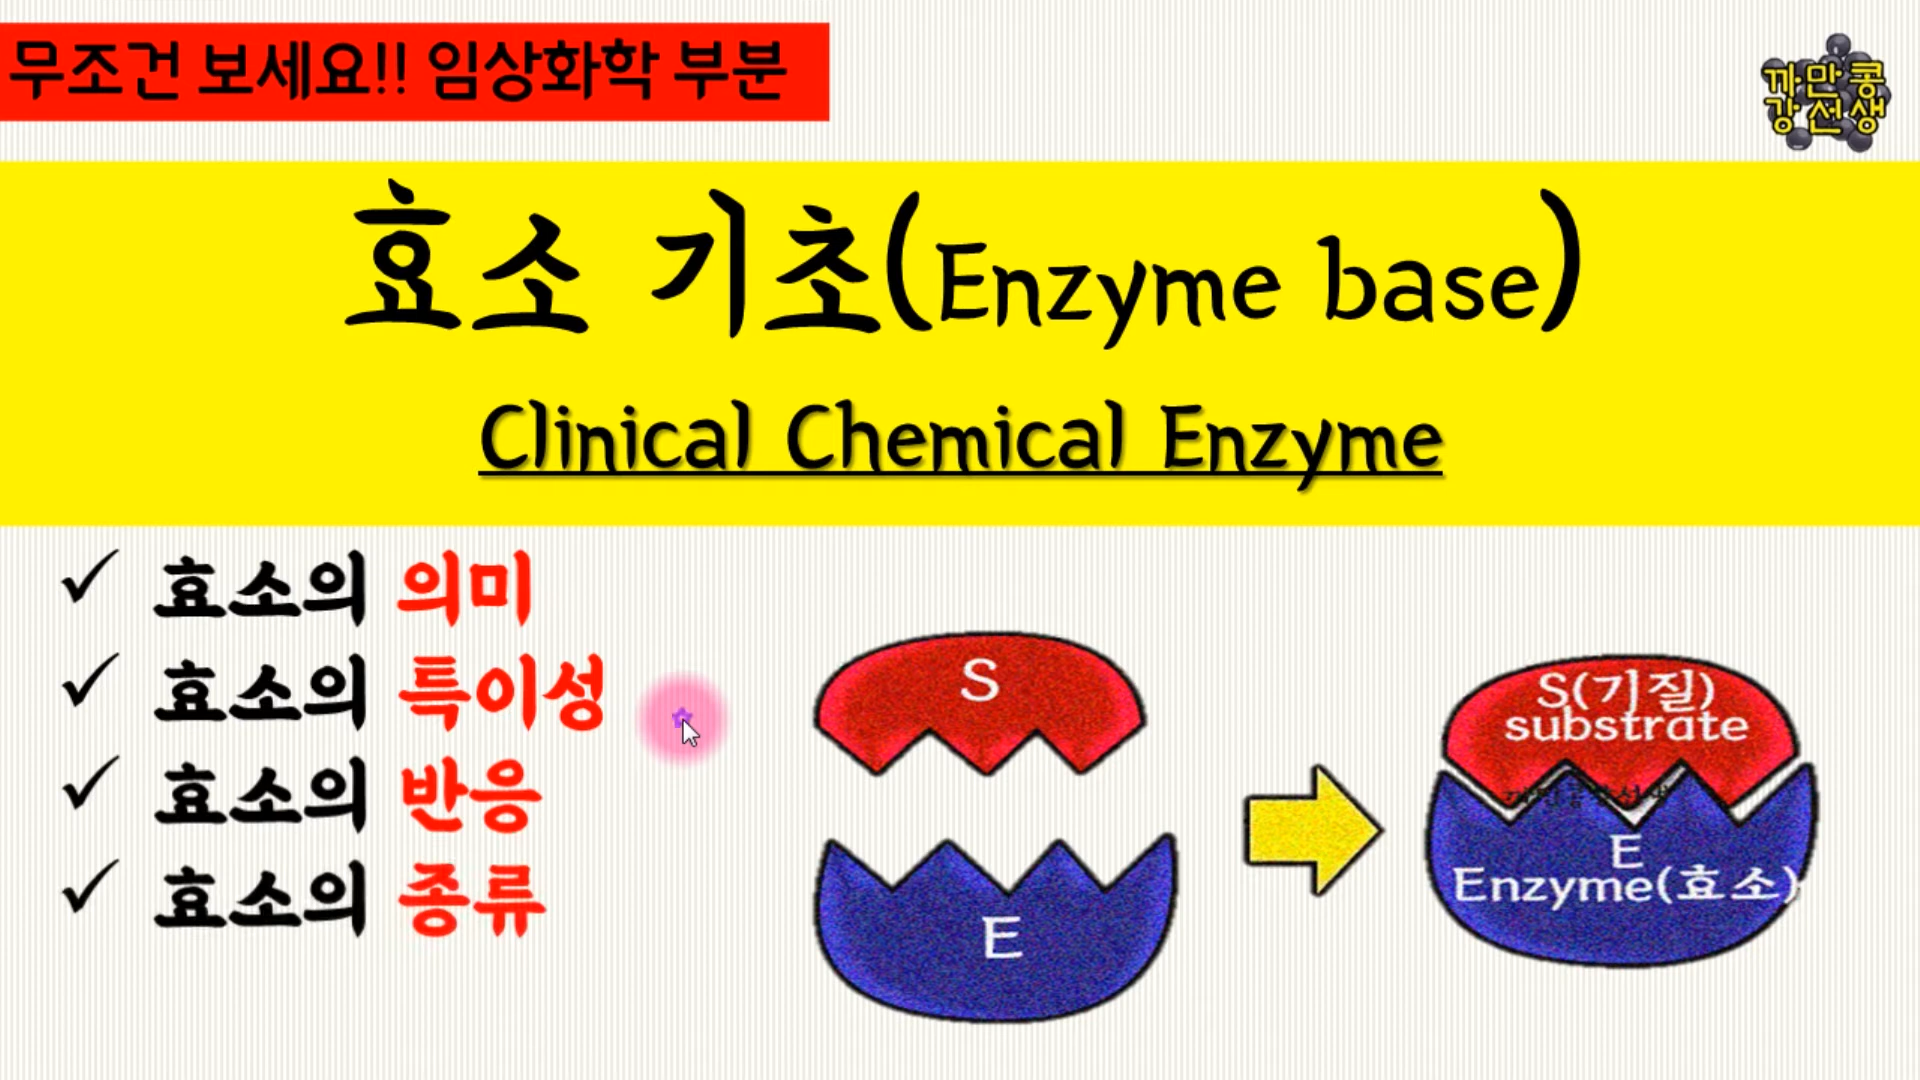 무조건 보세요!! 임상화학 부분
까만콩
강선생
효소 기초(Enzyme base)
Clinical Chemical Enzyme
✓ 효소의 의미
✓ 효소의 특이성
✓ 효소의 반응
✓ 효소의 종류
S
E
S(기질)
substrate
E
Enzyme(효소)